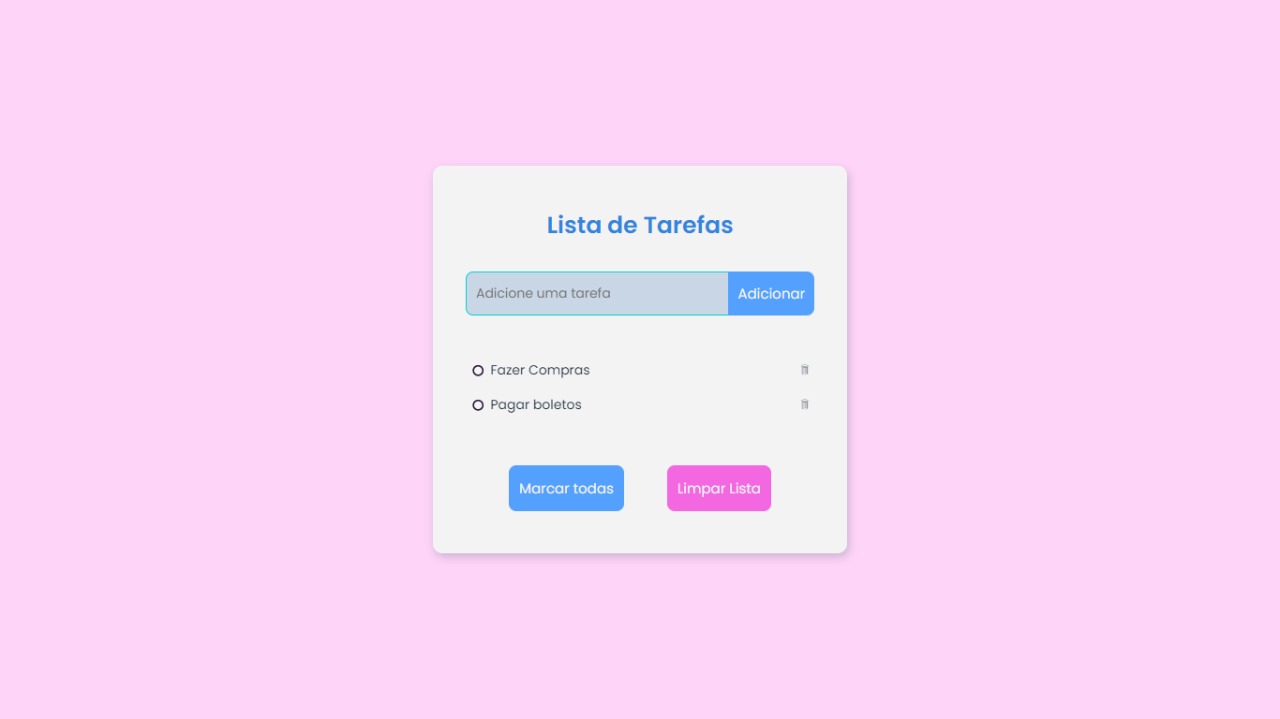 Lista de Tarefas
Adicione uma tarefa Adicionar
Fazer Compras
Pagar boletos
Marcar todas Limpar Lista